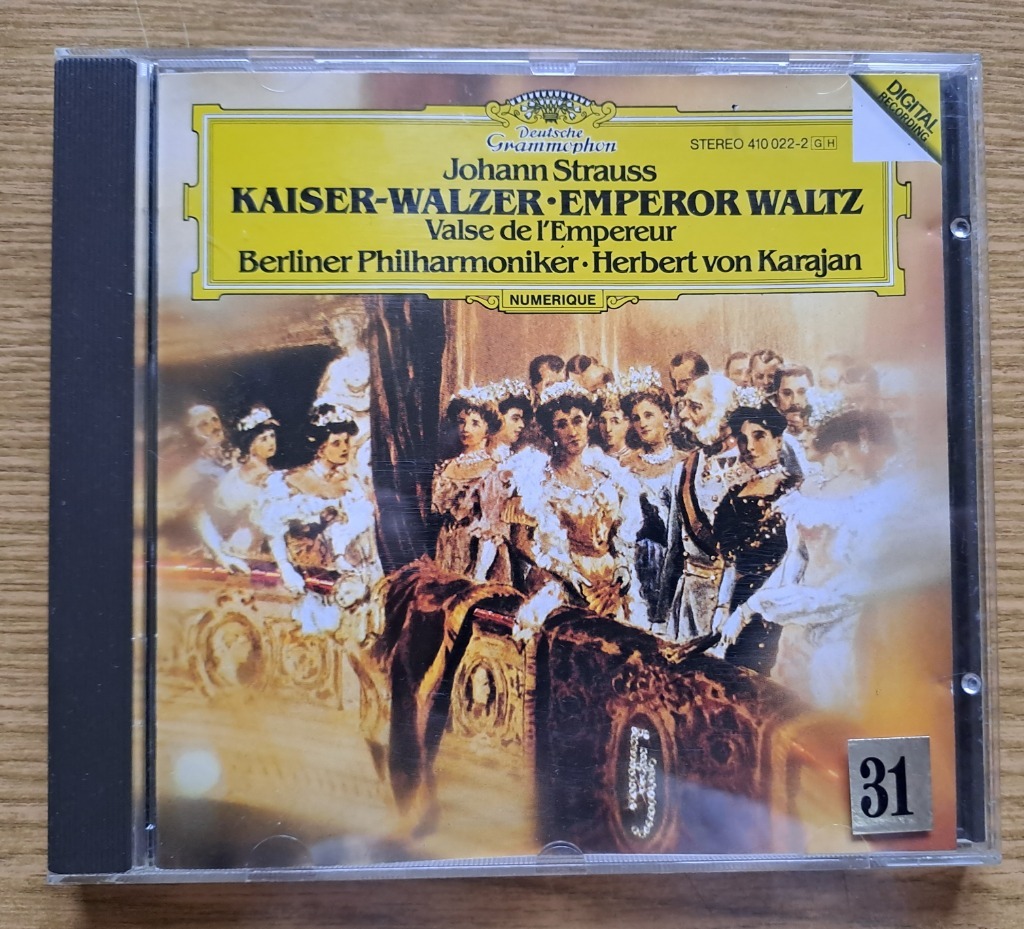 Deutsche
Grammophon
STEREO 410 022-2 GH
DIGITAL
RECORDING
Johann Strauss
KAISER-WALZER · EMPEROR WALTZ
Valse de l'Empereur
Berliner Philharmoniker · Herbert von Karajan
NUMERIQUE
31